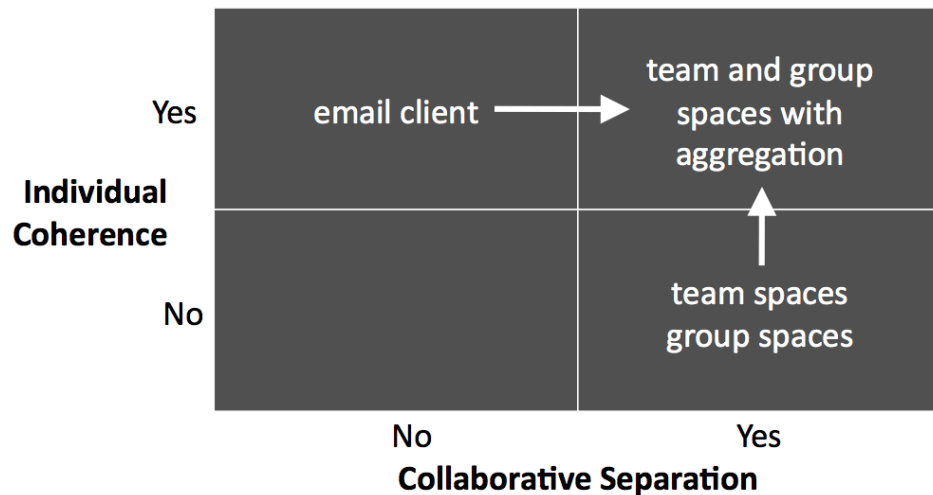 Yes
email client
team and group
spaces with
aggregation
Individual
Coherence
No
team spaces
group spaces
No
Yes
Collaborative Separation